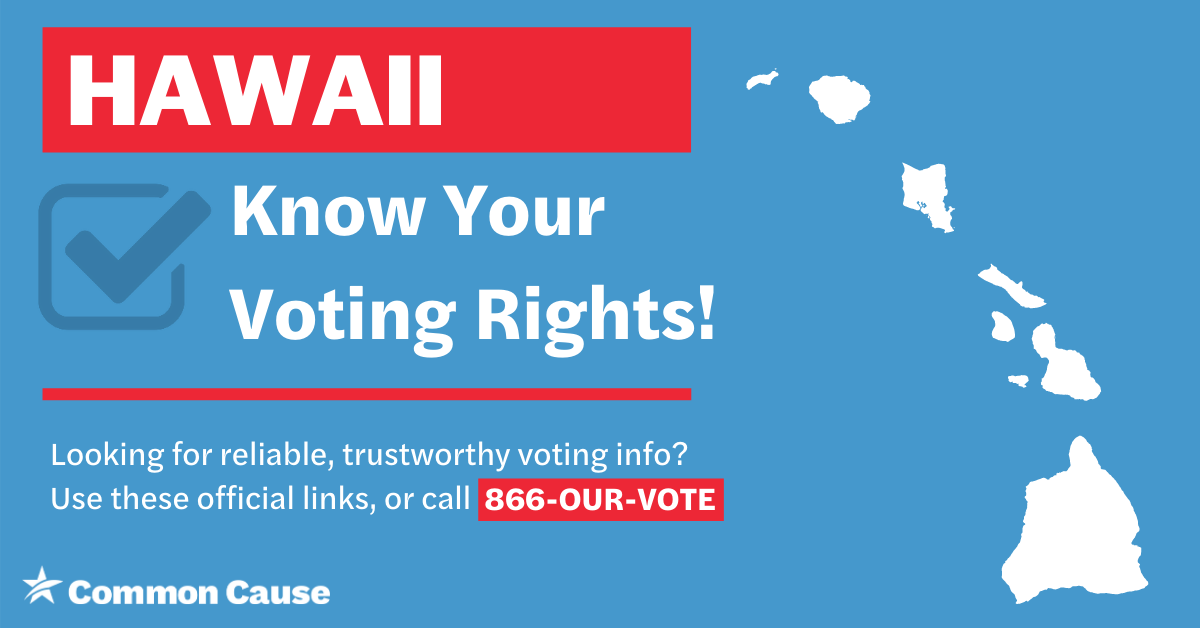 HAWAII
Know Your
Voting Rights!
Looking for reliable, trustworthy voting info?
Use these official links, or call 866-OUR-VOTE
Common Cause